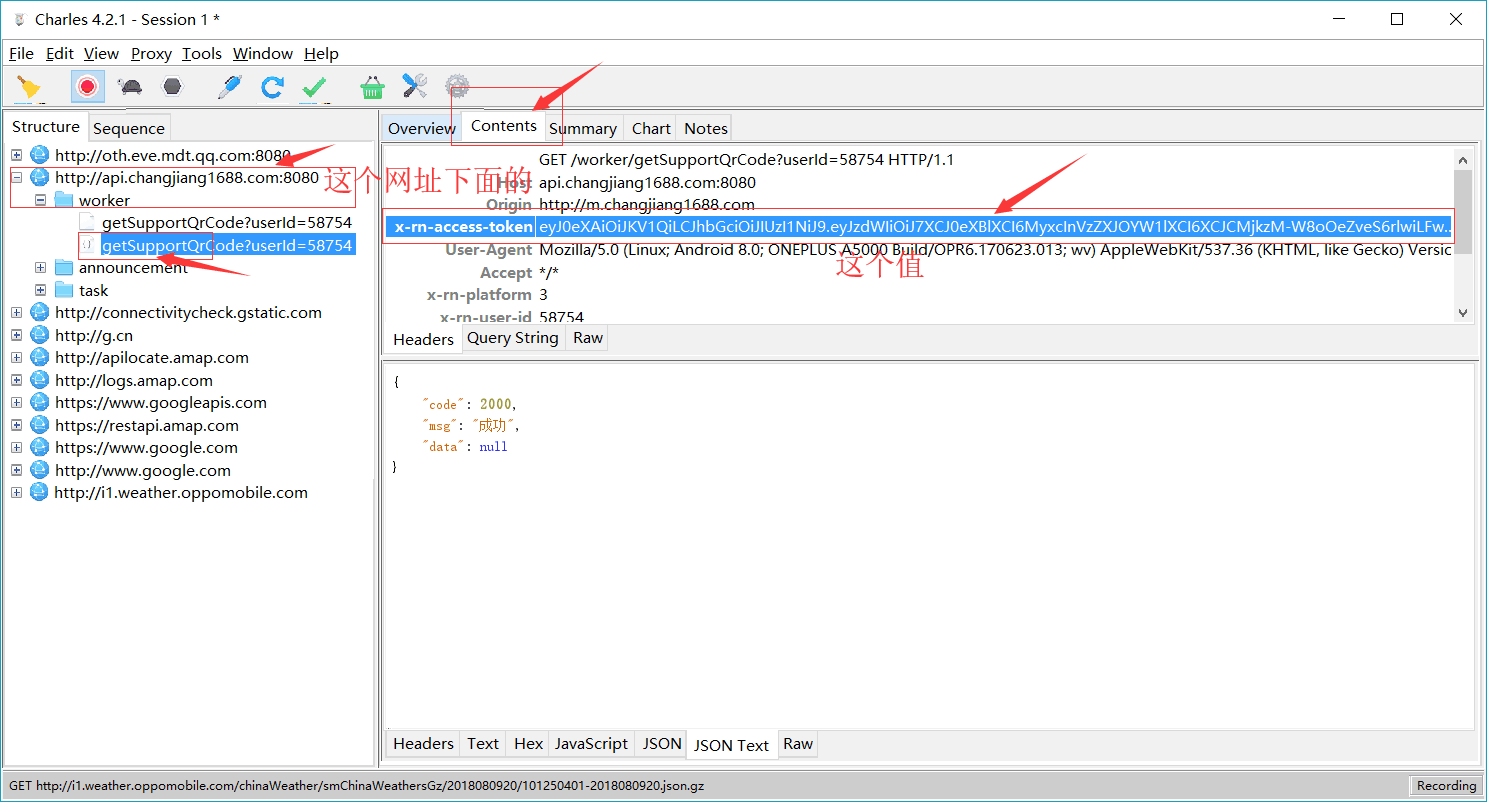 Charles 4.2.1 - Session 1 *
File Edit View Proxy Tools Window Help
Structure Sequence
http://oth.eve.mdt.qq.com:8080
http://api.changjiang1688.com:8080
worker
getSupportQrCode?userId=58754
getSupportQrCode?userId=58754
announcement
task
http://connectivitycheck.gstatic.com
http://g.cn
http://apilocate.amap.com
http://logs.amap.com
https://www.googleapis.com
https://restapi.amap.com
https://www.google.com
http://www.google.com
http://i1.weather.oppomobile.com
这个网址下面的
Overview Contents Summary Chart Notes
GET /worker/getSupportQrCode?userId=58754 HTTP/1.1
Host api.changjiang1688.com:8080
Origin http://m.changjiang1688.com
x-rn-access-token eyJ0eXAiOiJKV1QiLCJhbGciOiJIUzI1NiJ9.eyJzdWIiOiJ7XCJ0eXBlXCI6MyxcInVzZXJOYW1lXCI6XCJCMjkzM-W8oOeZveS6rlwiLFw...
User-Agent Mozilla/5.0 (Linux; Android 8.0; ONEPLUS A5000 Build/OPR6.170623.013; wv) AppleWebKit/537.36 (KHTML, like Gecko) Versic
这个值
Accept */*
x-rn-platform 3
x-rn-user-id 58754
Headers Query String Raw
{
"code": 2000,
"msg": "成功",
"data": null
}
Headers Text Hex JavaScript JSON JSON Text Raw
GET http://i1.weather.oppomobile.com/chinaWeather/smChinaWeathersGz/2018080920/101250401-2018080920.json.gz
Recording